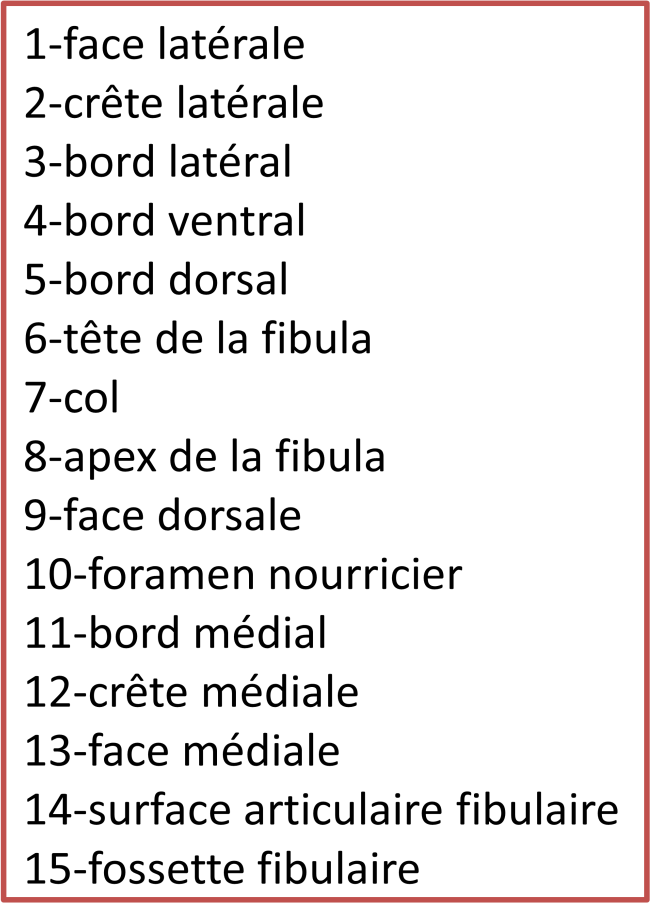 1-face latérale
2-crête latérale
3-bord latéral
4-bord ventral
5-bord dorsal
6-tête de la fibula
7-col
8-apex de la fibula
9-face dorsale
10-foramen nourricier
11-bord médial
12-crête médiale
13-face médiale
14-surface articulaire fibulaire
15-fossette fibulaire